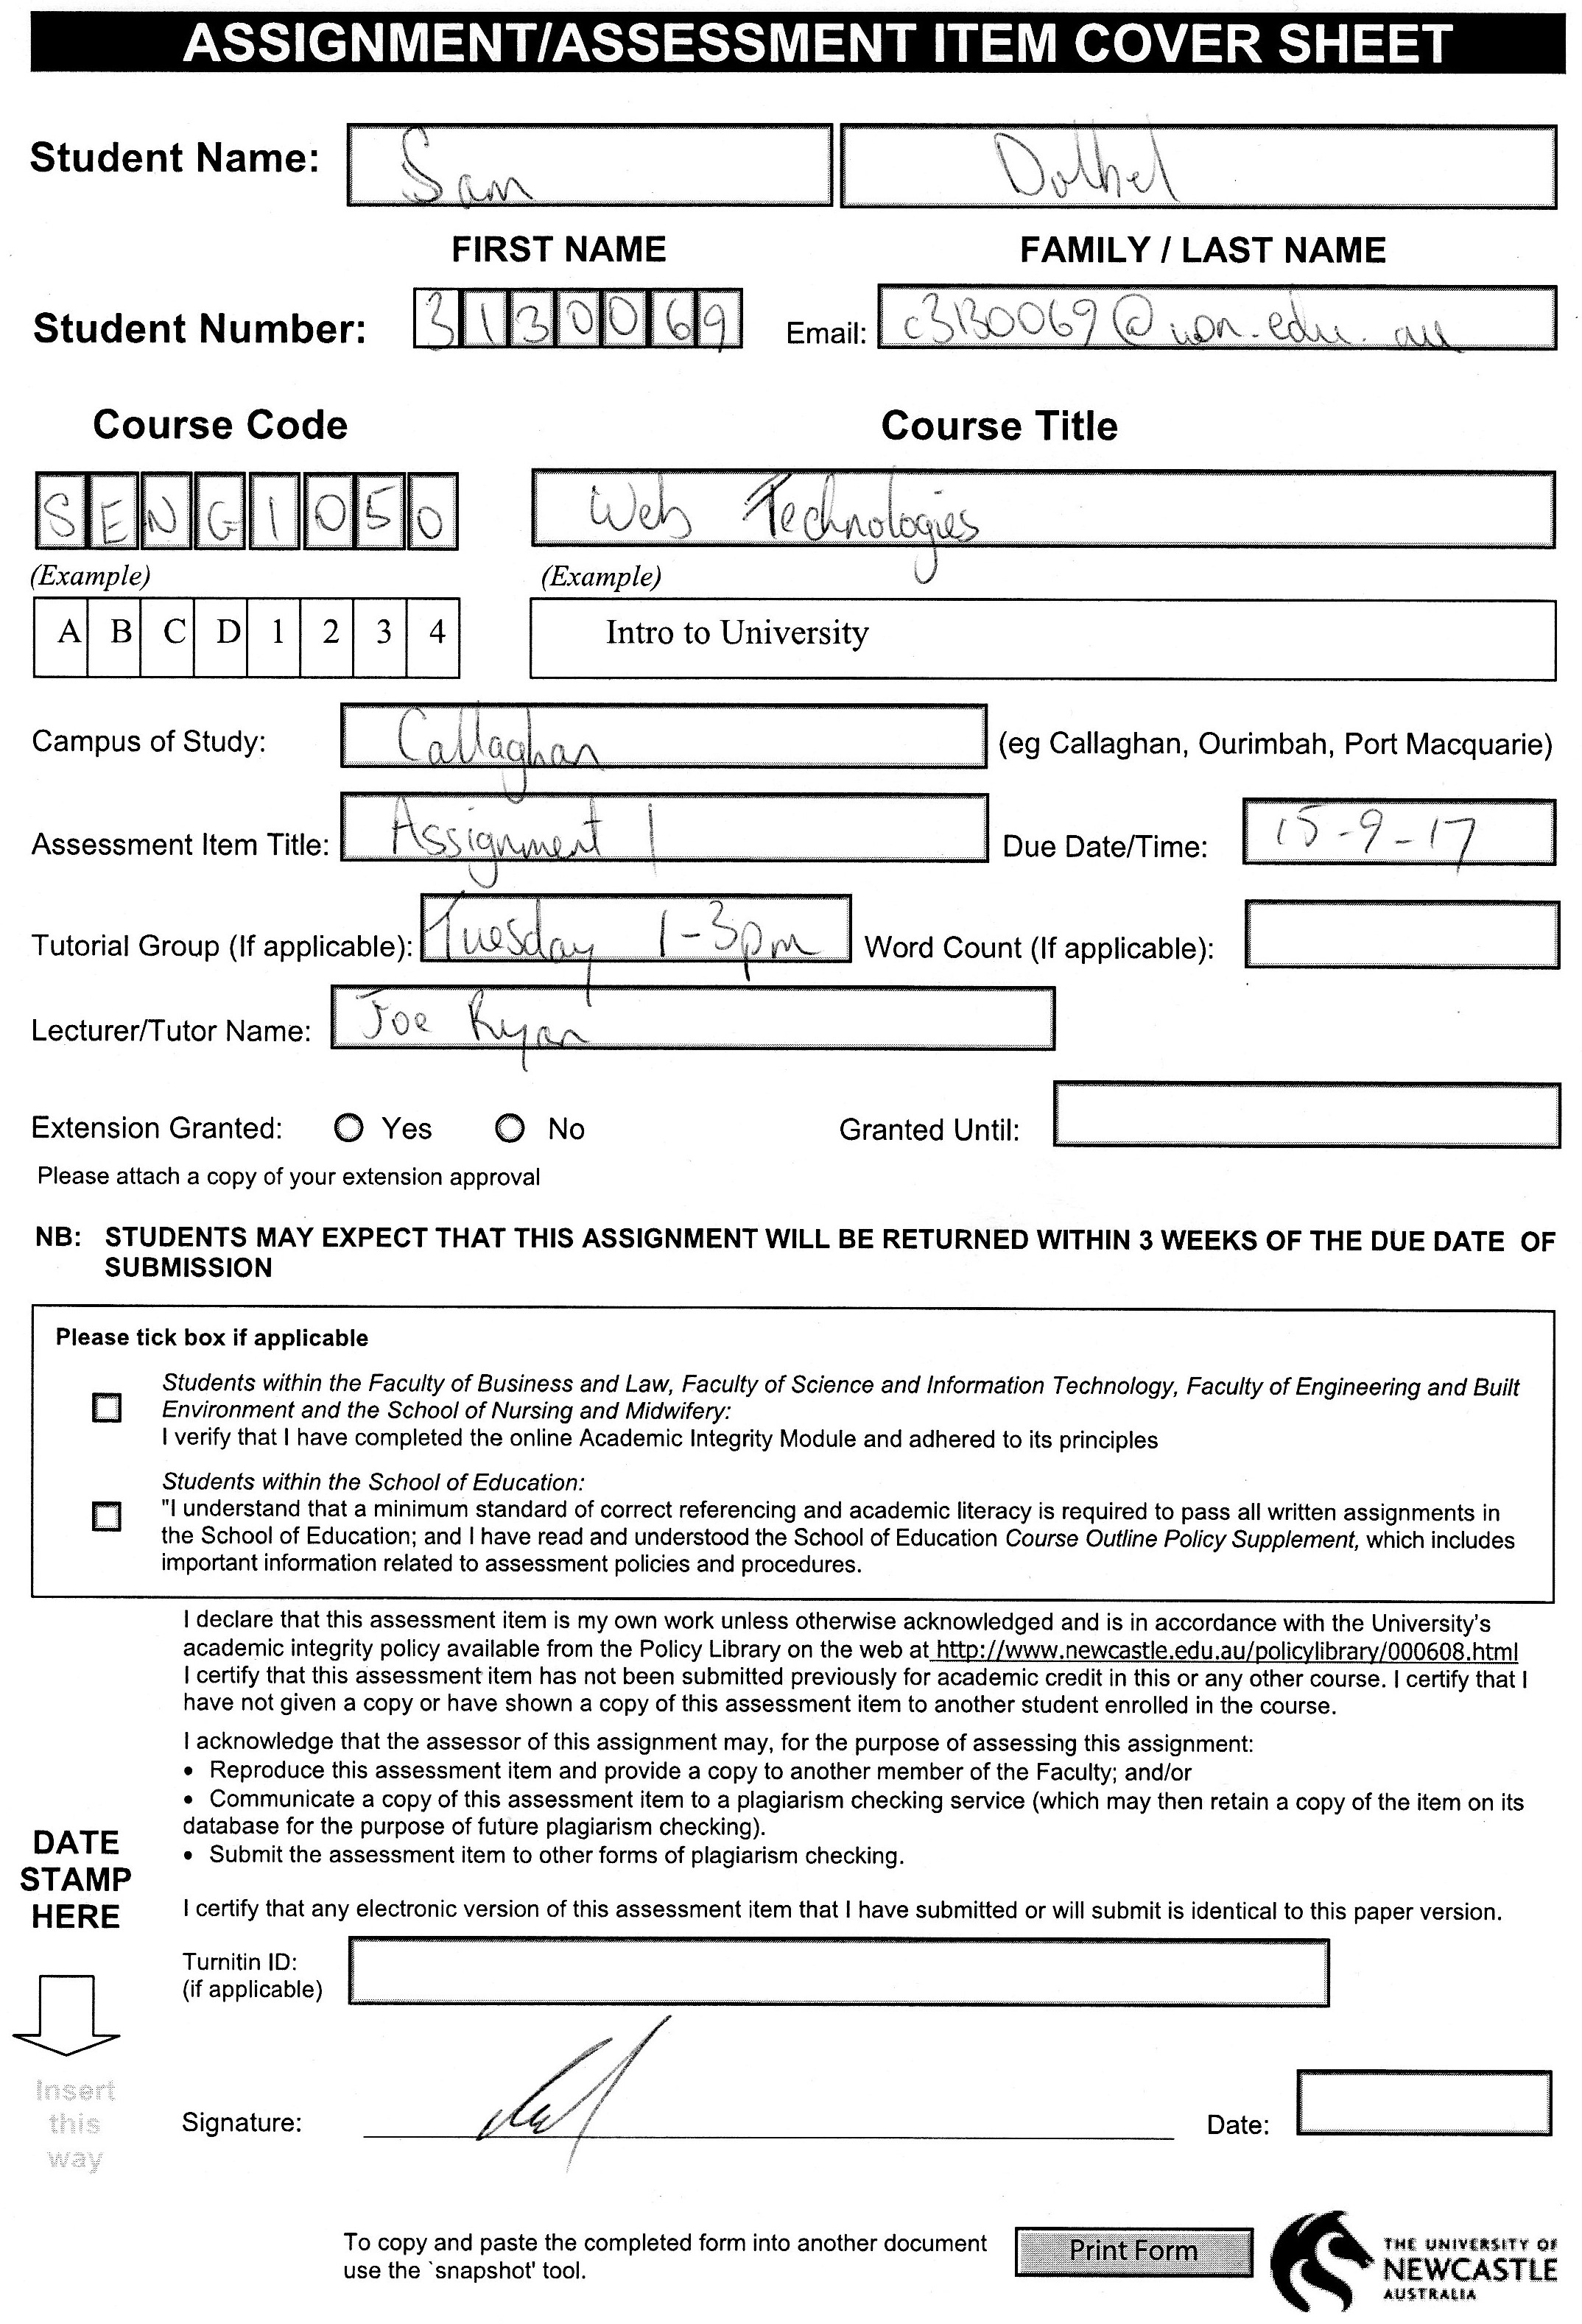 ASSIGNMENT/ASSESSMENT ITEM COVER SHEET
Student Name: Sam Dolbel
FIRST NAME FAMILY / LAST NAME
Student Number: 3130069 Email: c3130069@uon.edu.au
Course Code Course Title
SENG1050 Web Technologies
(Example) (Example)
A B C D 1 2 3 4 Intro to University
Campus of Study: Callaghan (eg Callaghan, Ourimbah, Port Macquarie)
Assessment Item Title: Assignment 1 Due Date/Time: 15-9-17
Tutorial Group (If applicable): Tuesday 1-3pm Word Count (If applicable):
Lecturer/Tutor Name: Joe Ryan
Extension Granted: Yes No Granted Until:
Please attach a copy of your extension approval
NB: STUDENTS MAY EXPECT THAT THIS ASSIGNMENT WILL BE RETURNED WITHIN 3 WEEKS OF THE DUE DATE OF
SUBMISSION
Please tick box if applicable
Students within the Faculty of Business and Law, Faculty of Science and Information Technology, Faculty of Engineering and Built
Environment and the School of Nursing and Midwifery:
I verify that I have completed the online Academic Integrity Module and adhered to its principles
Students within the School of Education:
"I understand that a minimum standard of correct referencing and academic literacy is required to pass all written assignments in
the School of Education; and I have read and understood the School of Education Course Outline Policy Supplement, which includes
important information related to assessment policies and procedures.
I declare that this assessment item is my own work unless otherwise acknowledged and is in accordance with the University's
academic integrity policy available from the Policy Library on the web at http://www.newcastle.edu.au/policylibrary/000608.html
I certify that this assessment item has not been submitted previously for academic credit in this or any other course. I certify that I
have not given a copy or have shown a copy of this assessment item to another student enrolled in the course.
I acknowledge that the assessor of this assignment may, for the purpose of assessing this assignment:
• Reproduce this assessment item and provide a copy to another member of the Faculty; and/or
• Communicate a copy of this assessment item to a plagiarism checking service (which may then retain a copy of the item on its
database for the purpose of future plagiarism checking).
• Submit the assessment item to other forms of plagiarism checking.
DATE
STAMP
HERE
I certify that any electronic version of this assessment item that I have submitted or will submit is identical to this paper version.
Turnitin ID:
(if applicable)
Insert
this
way
Signature: Date:
To copy and paste the completed form into another document
use the `snapshot' tool.
Print Form
THE UNIVERSITY OF
NEWCASTLE
AUSTRALIA